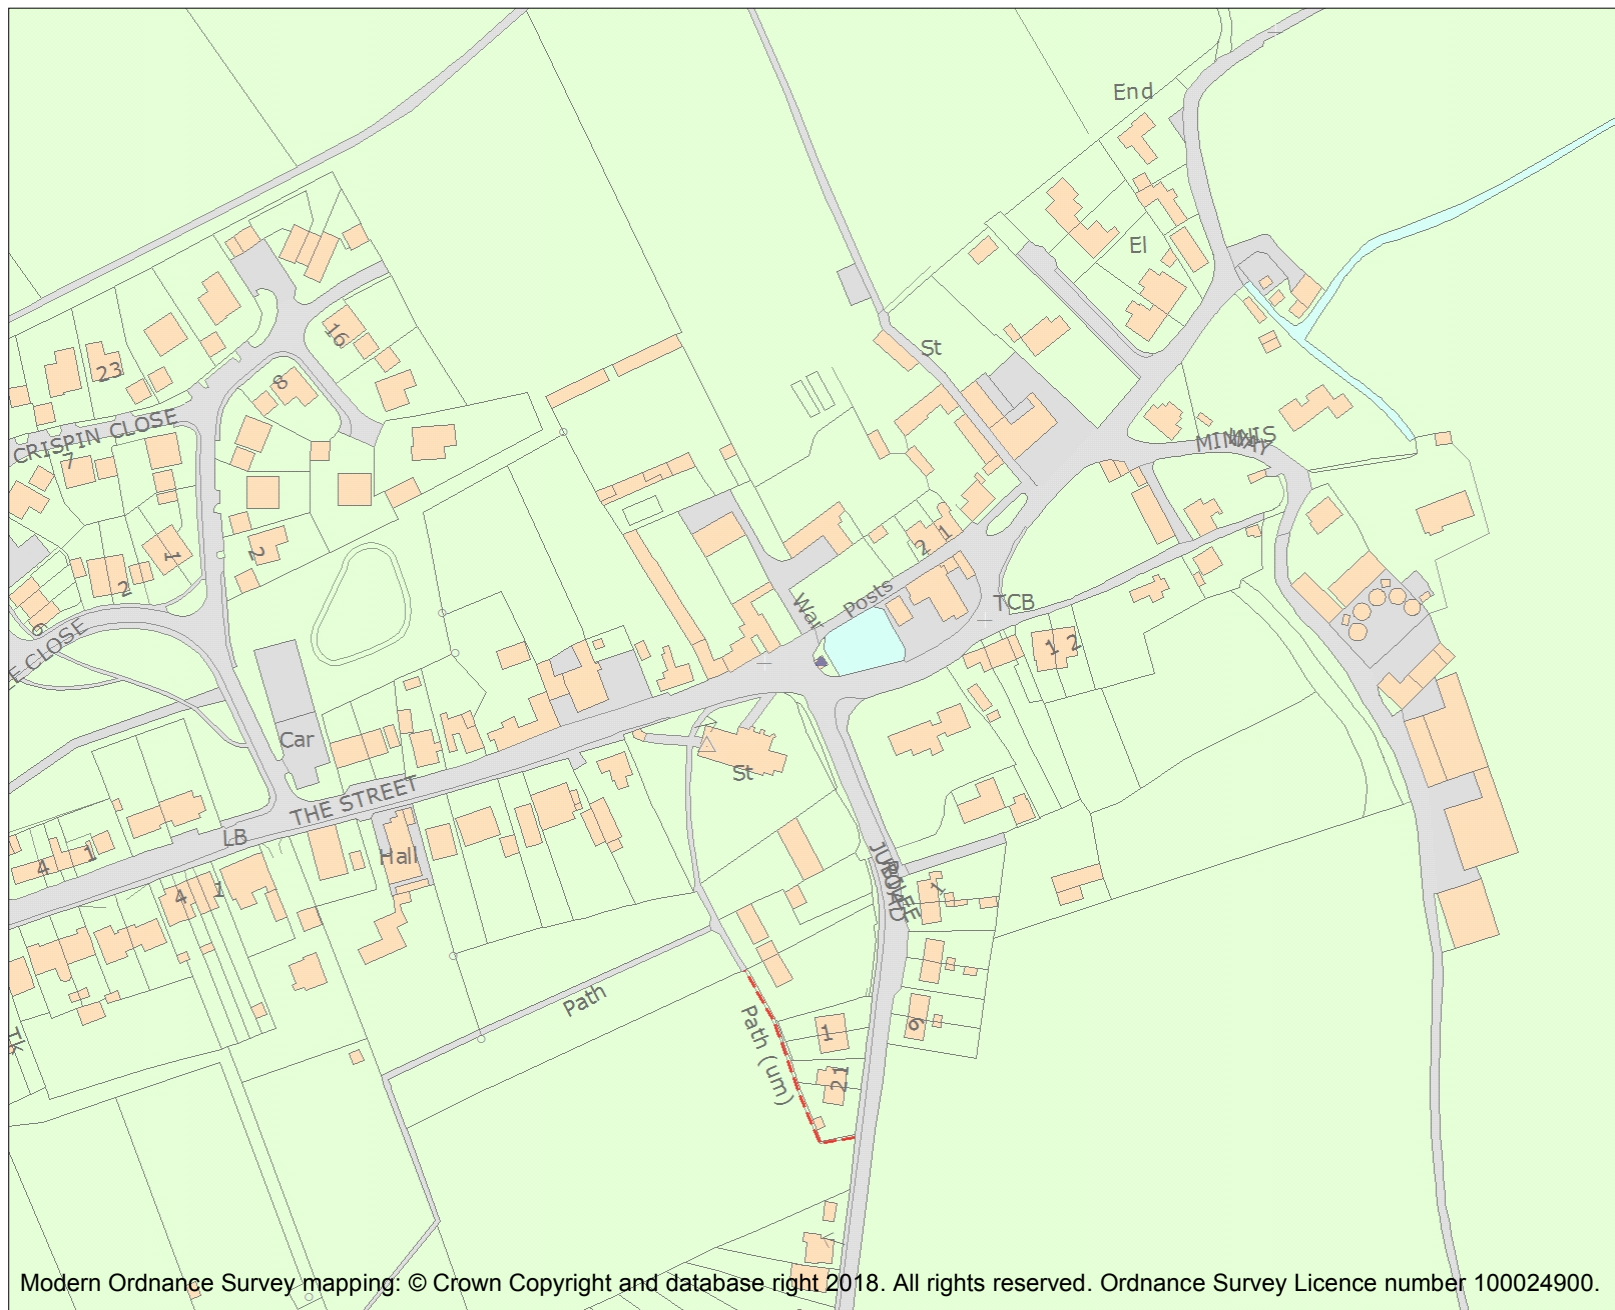 End
El
St
16
23
8
CRISPIN CLOSE
7
MINNIS
WAY
1
2
2
2 1
Posts
War
TCB
1 2
6
E CLOSE
Car
St
THE STREET
LB
Hall
4 1
4 1
JUBILEE
ROAD
1
Path
Path (um)
1
6
2 1
Tk
Modern Ordnance Survey mapping: © Crown Copyright and database right 2018. All rights reserved. Ordnance Survey Licence number 100024900.